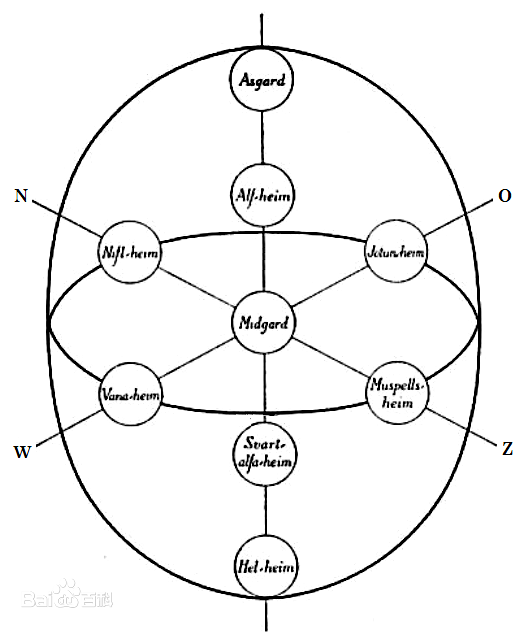 Asgard
Alf-heim
N
O
Nifl-heim
Jotun-heim
Midgard
Vana-heim
Muspells-
heim
W
Z
Svart-
alfa-heim
Hel-heim
Bai百科